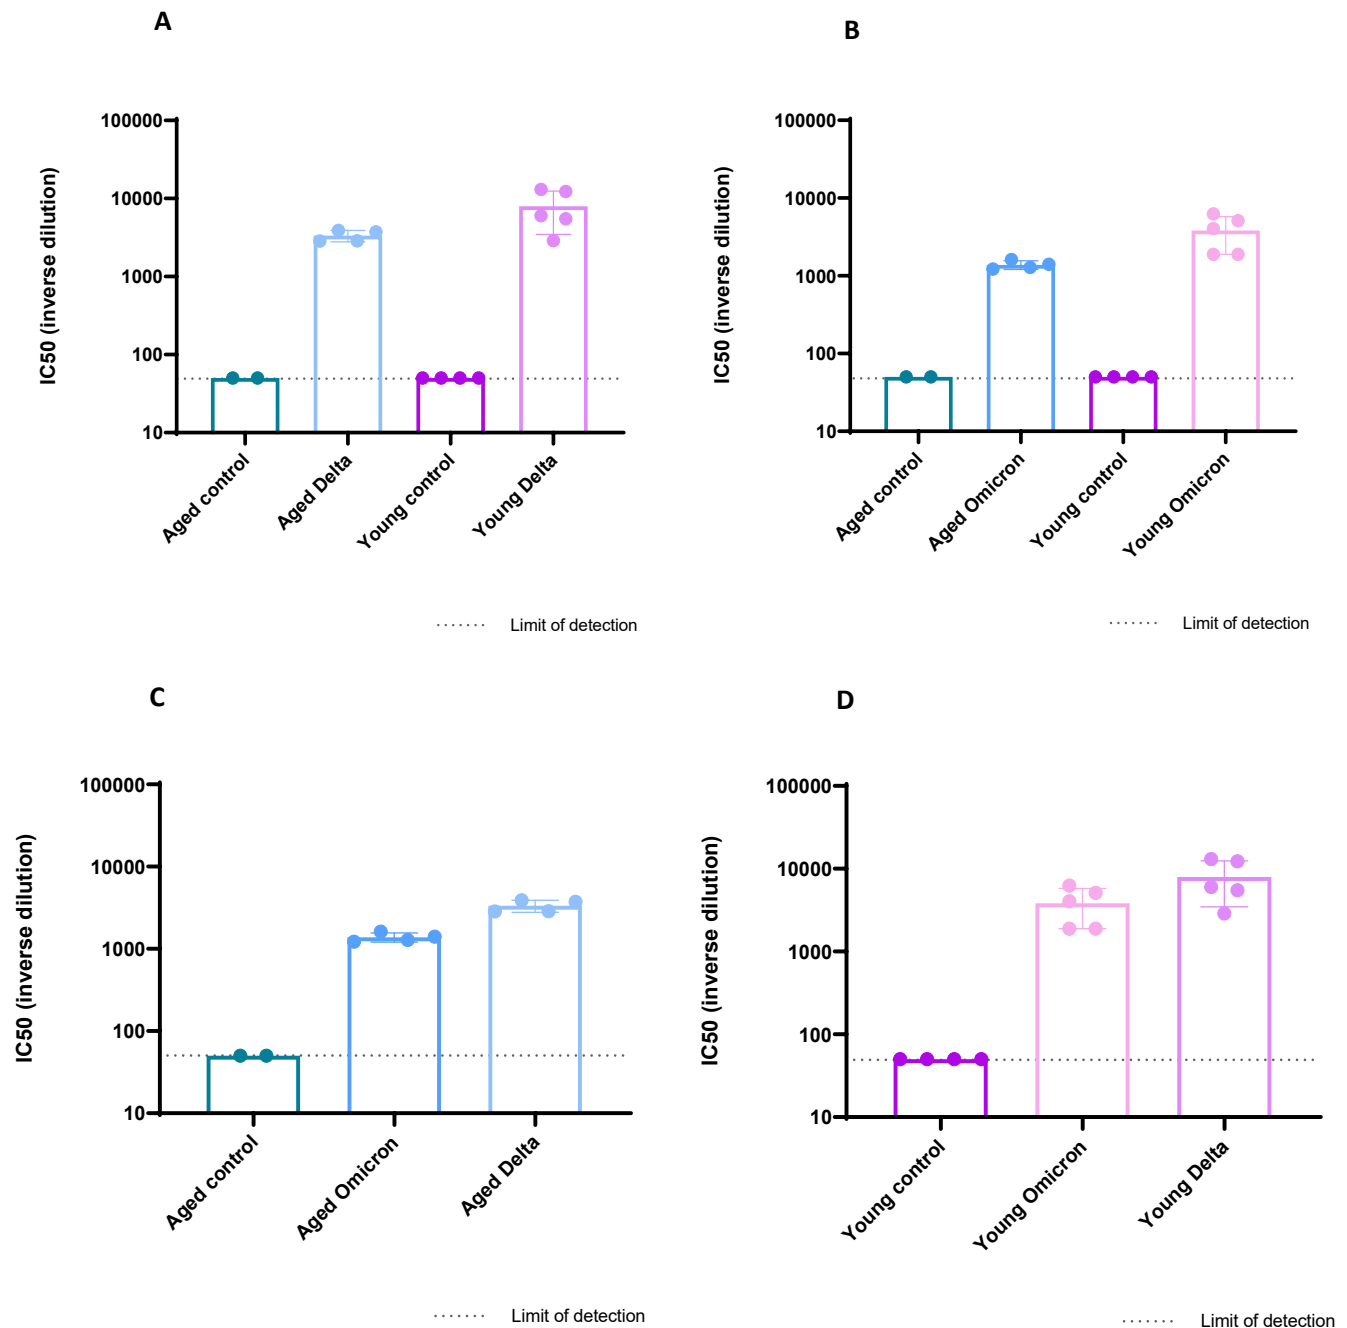 A
IC50 (inverse dilution)
100000
10000
1000
100
10
Aged control
Aged Delta
Young control
Young Delta
Limit of detection
B
IC50 (inverse dilution)
100000
10000
1000
100
10
Aged control
Aged Omicron
Young control
Young Omicron
Limit of detection
C
IC50 (inverse dilution)
100000
10000
1000
100
10
Aged control
Aged Omicron
Aged Delta
Limit of detection
D
IC50 (inverse dilution)
100000
10000
1000
100
10
Young control
Young Omicron
Young Delta
Limit of detection